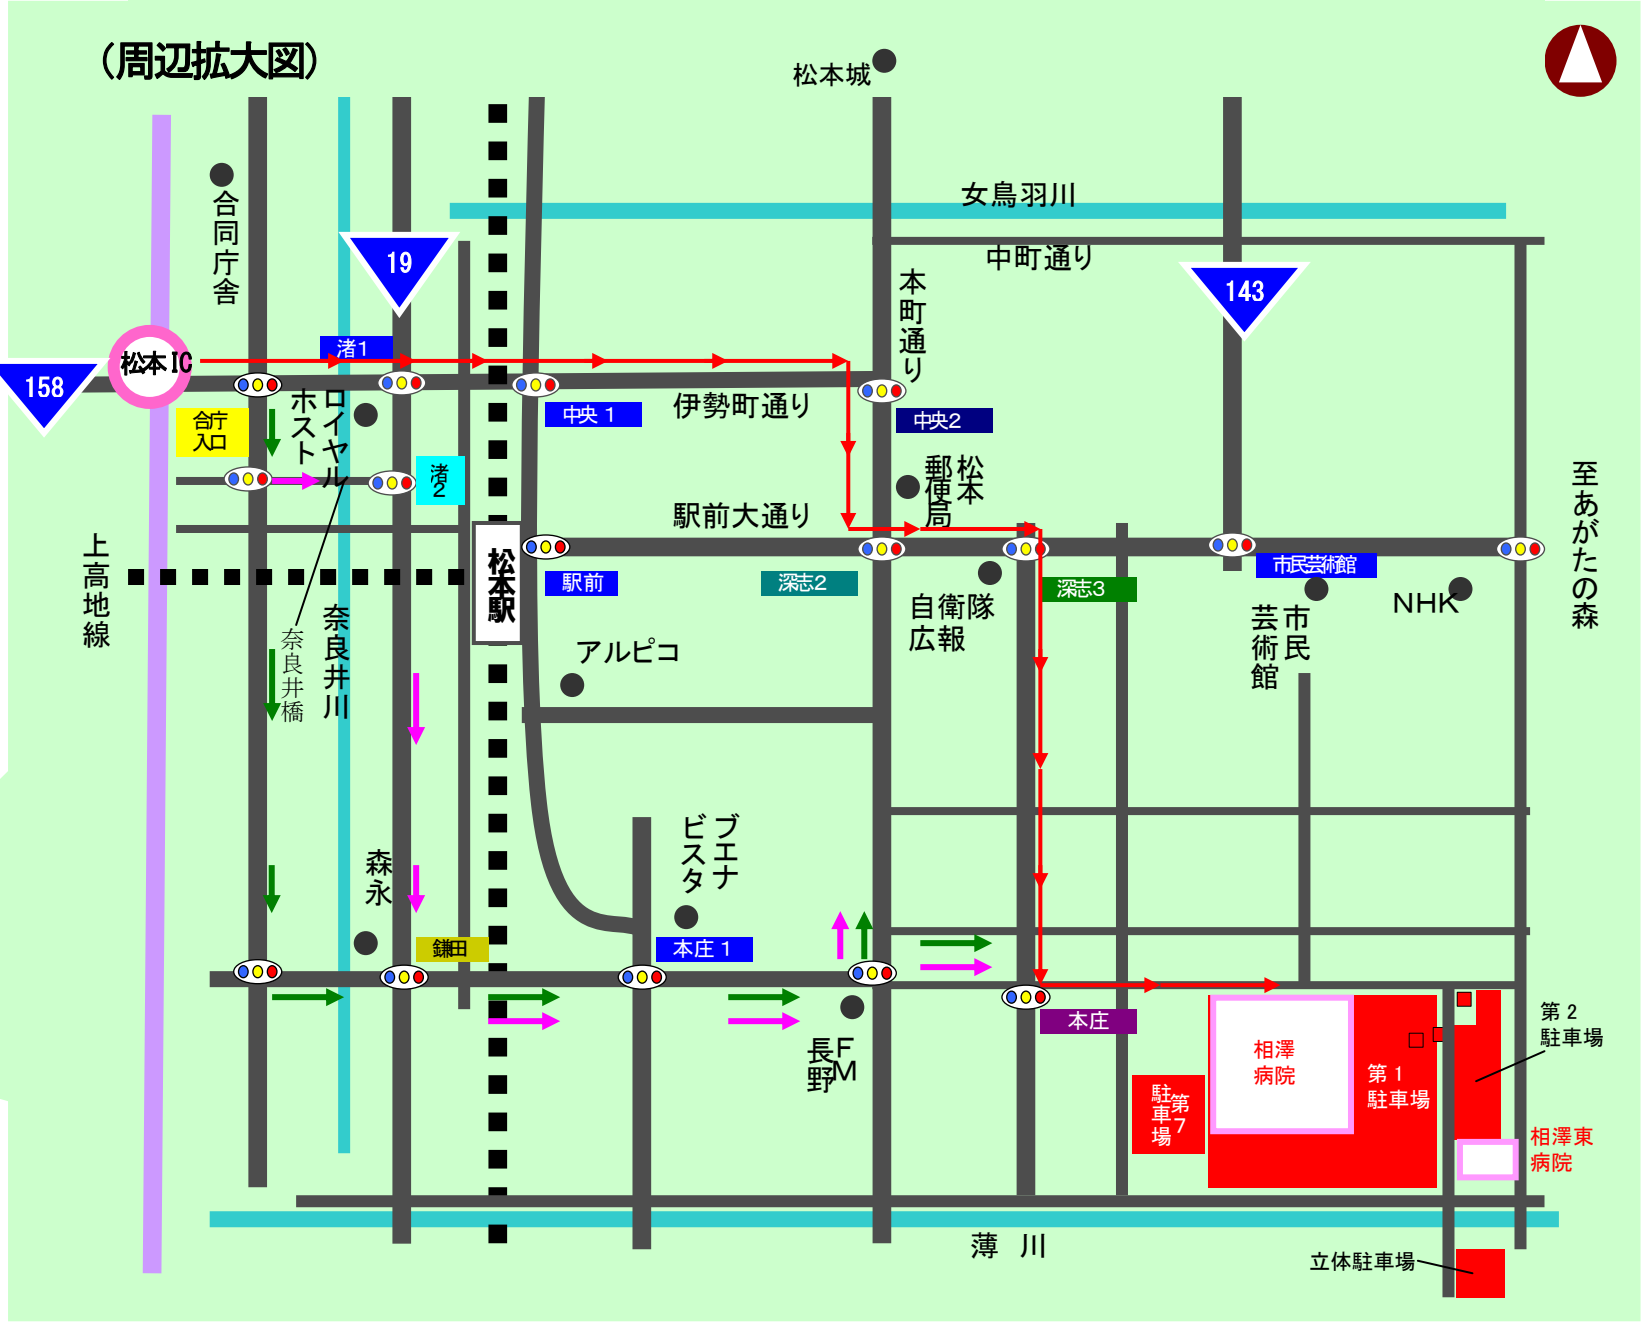 (周辺拡大図)
松本城
合同庁舎
女鳥羽川
中町通り
19
143
本町通り
渚1
松本IC
158
合庁
入口
ロイヤル
ホスト
中央1
伊勢町通り
中央2
渚
2
松本
郵便局
駅前大通り
至あがたの森
上高地線
松本駅
駅前
深志2
深志3
市民芸術館
自衛隊
広報
市民
芸術館
NHK
奈良井川
奈良井橋
アルピコ
ブエナ
ビスタ
森永
鎌田
本庄1
本庄
FM
長野
相澤
病院
第1
駐車場
第2
駐車場
第7
駐車場
相澤東
病院
薄 川
立体駐車場